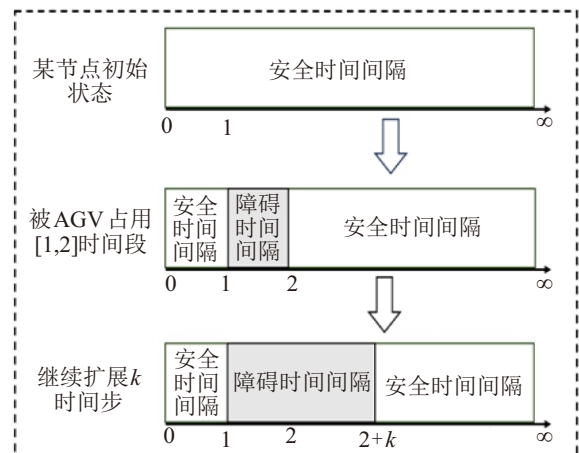 某节点初始
状态
安全时间间隔
0 1 ∞
被AGV占用
[1,2]时间段
安全
时间
间隔
障碍
时间
间隔
安全时间间隔
0 1 2 ∞
继续扩展k
时间步
安全
时间
间隔
障碍时间间隔
安全时间间隔
0 1 2 2+k ∞